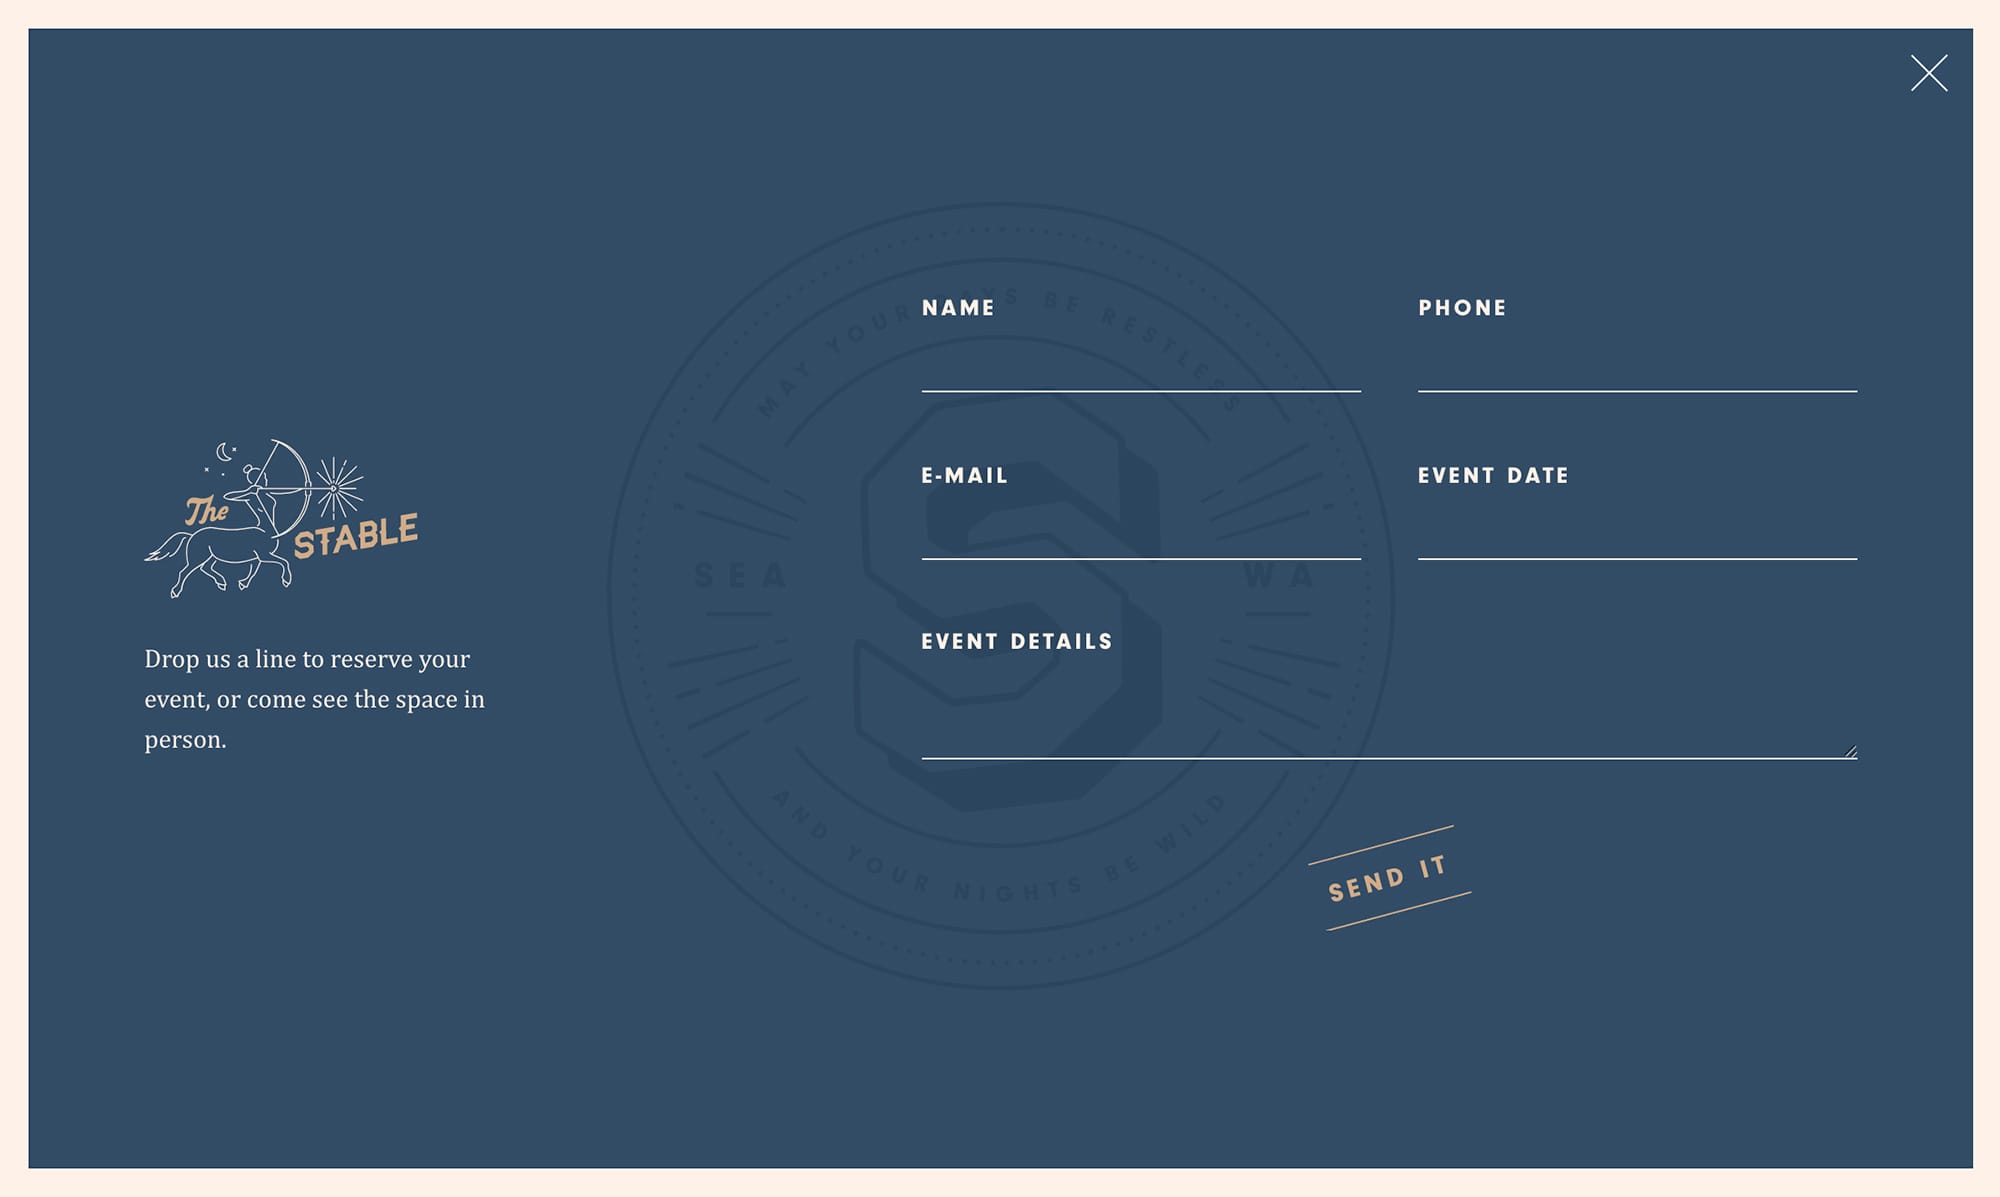 The
STABLE
Drop us a line to reserve your
event, or come see the space in
person.
MAY YOUR DAYS BE RESTLESS
SEA
WA
AND YOUR NIGHTS BE WILD
NAME
PHONE
E-MAIL
EVENT DATE
EVENT DETAILS
SEND IT
S